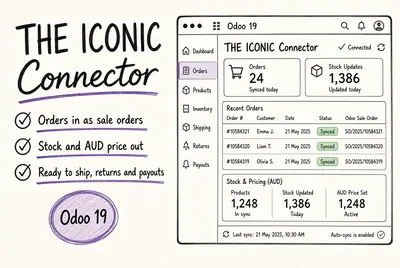 THE ICONIC
Connector
Orders in as sale orders
Stock and AUD price out
Ready to ship, returns and payouts
Odoo 19
Odoo 19
Dashboard
Orders
Products
Inventory
Shipping
Returns
Payouts
THE ICONIC Connector
Connected
Orders
24
Synced today
Stock Updates
1,386
Updated today
Recent Orders
Order # Customer Date Status Odoo Sale Order
#10584321 Emma J. 21 May 2025 Synced SO/2025/10584321
#10584320 Liam T. 21 May 2025 Synced SO/2025/10584320
#10584319 Olivia S. 21 May 2025 Synced SO/2025/10584319
Stock & Pricing (AUD)
Products Stock Updated AUD Price Set
1,248 1,386 1,248
In sync Today Active
Last sync: 21 May 2025, 10:30 AM
Auto-sync is enabled